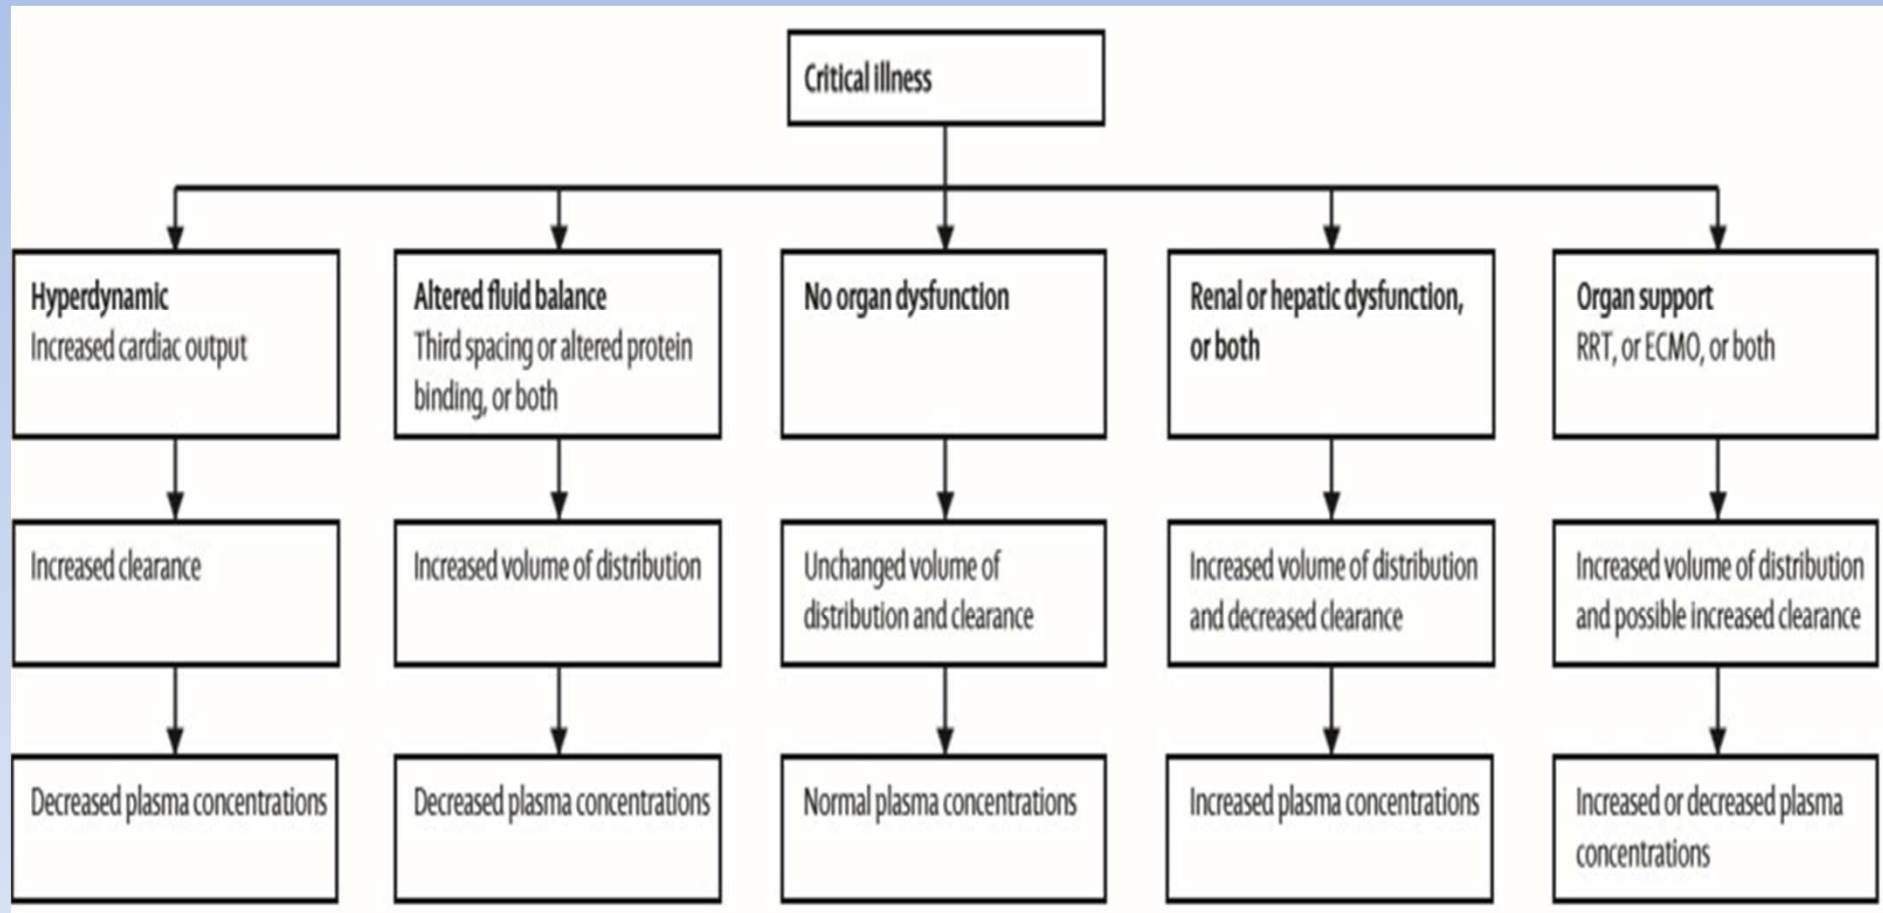 Critical illness
Hyperdynamic
Increased cardiac output
Altered fluid balance
Third spacing or altered protein
binding, or both
No organ dysfunction
Renal or hepatic dysfunction,
or both
Organ support
RRT, or ECMO, or both
Increased clearance
Increased volume of distribution
Unchanged volume of
distribution and clearance
Increased volume of distribution
and decreased clearance
Increased volume of distribution
and possible increased clearance
Decreased plasma concentrations
Decreased plasma concentrations
Normal plasma concentrations
Increased plasma concentrations
Increased or decreased plasma
concentrations